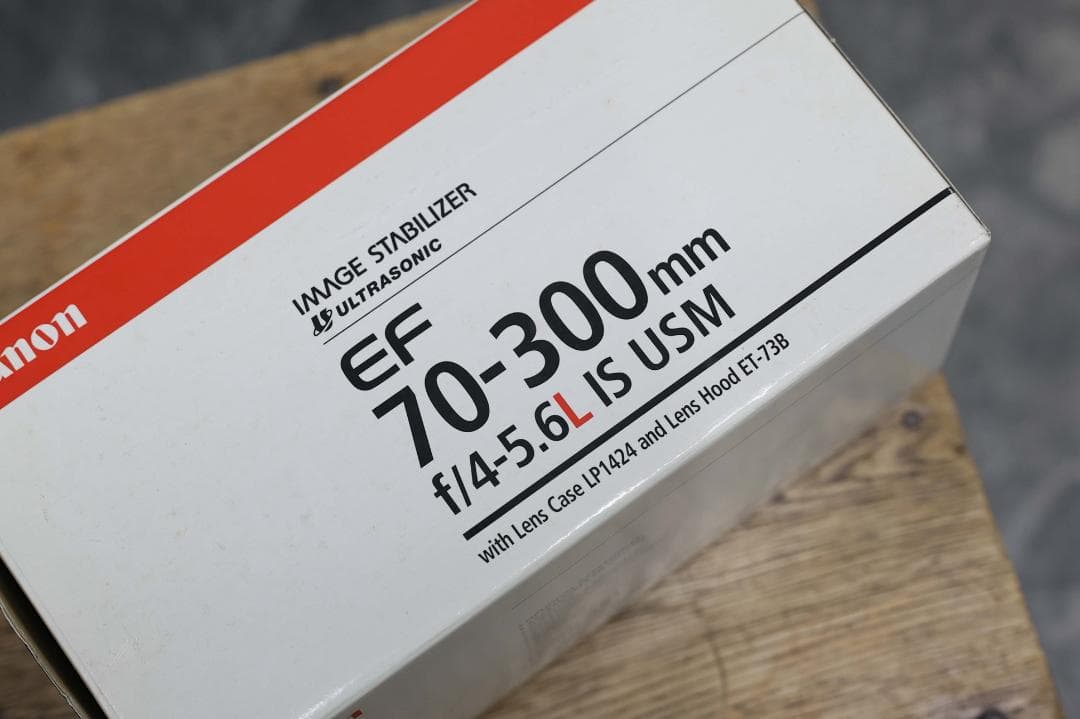 anon
IMAGE STABILIZER
ULTRASONIC
EF
70-300mm
f/4-5.6L IS USM
with Lens Case LP1424 and Lens Hood ET-73B